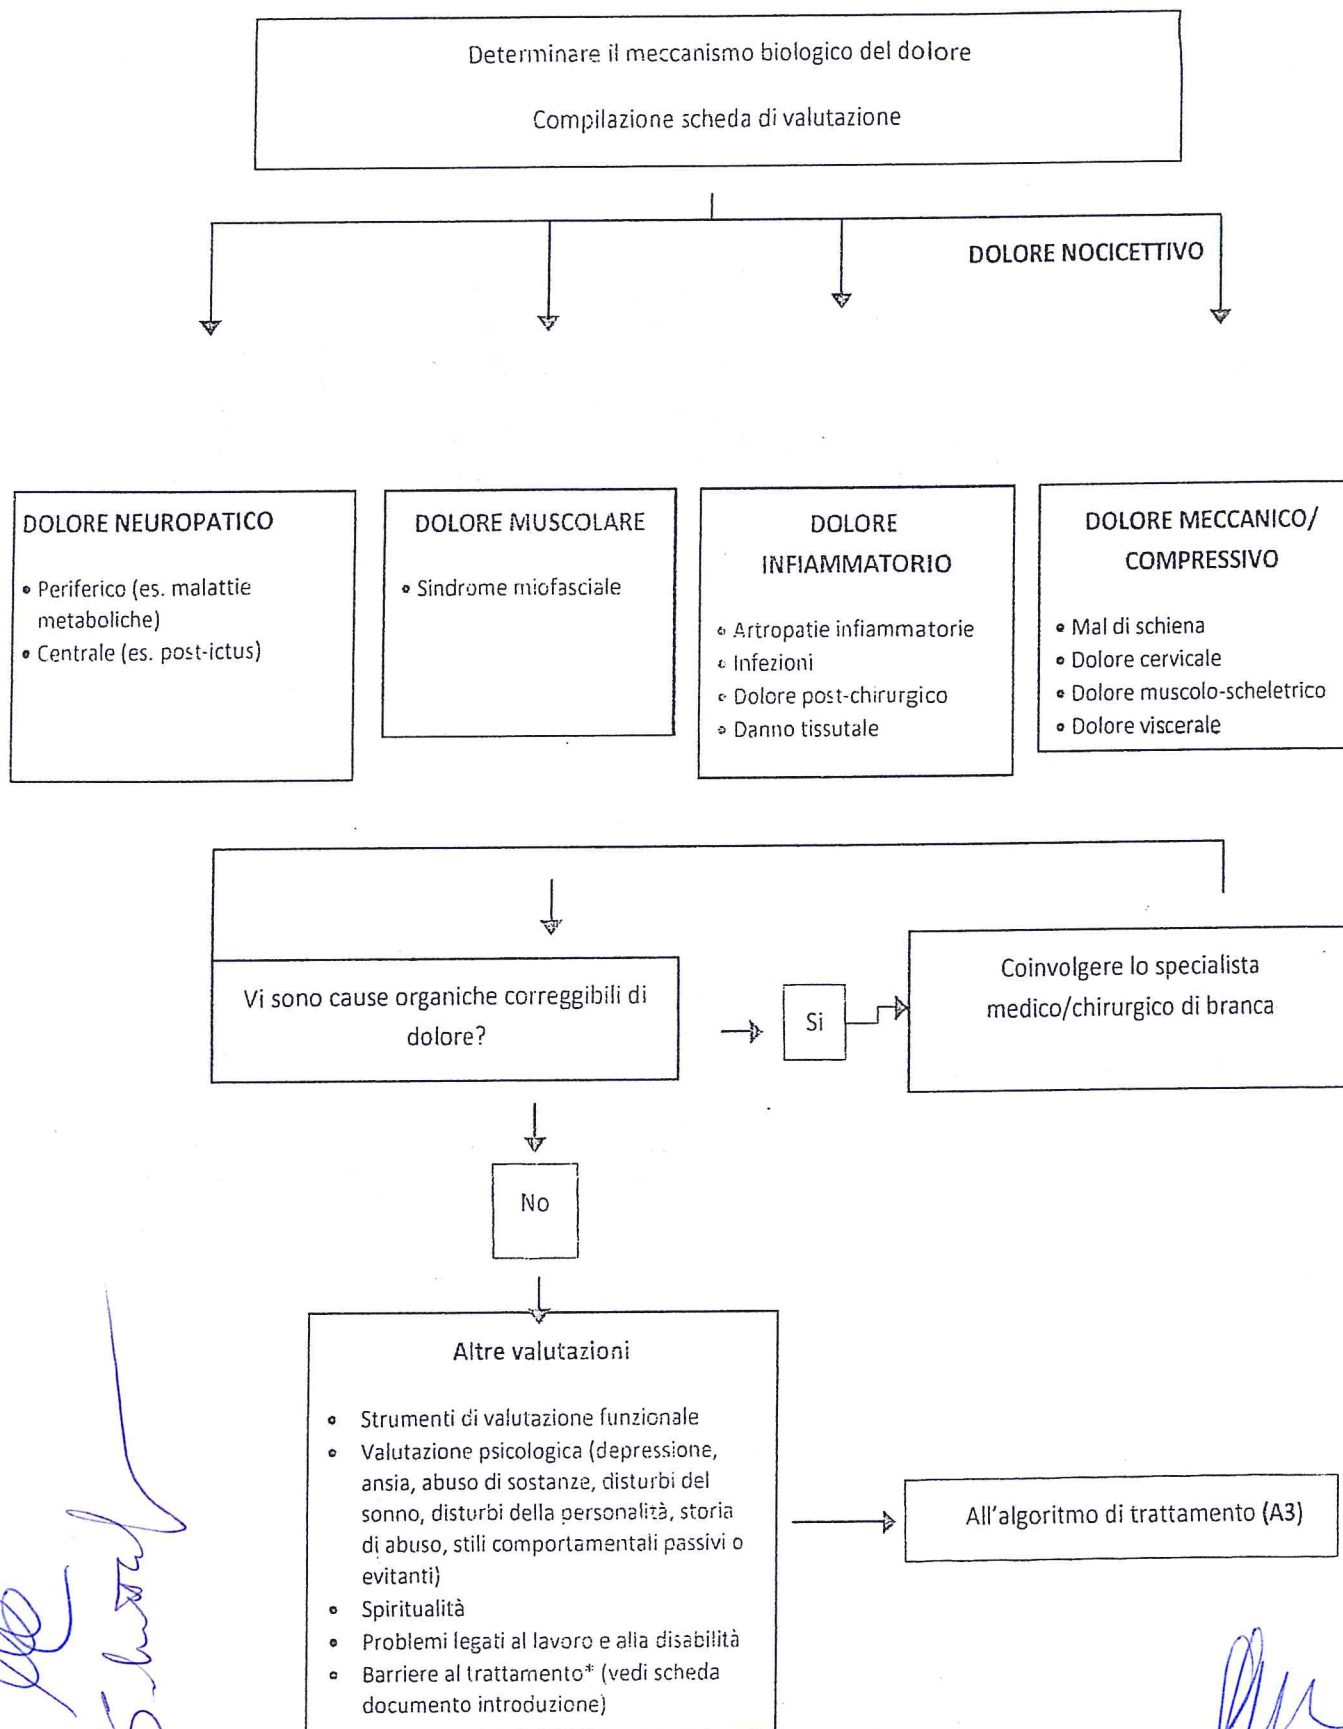 Determinare il meccanismo biologico del dolore
Compilazione scheda di valutazione
DOLORE NOCICETTIVO
DOLORE NEUROPATICO
• Periferico (es. malattie
metaboliche)
• Centrale (es. post-ictus)
DOLORE MUSCOLARE
• Sindrome miofasciale
DOLORE
INFIAMMATORIO
• Artropatie infiammatorie
• Infezioni
• Dolore post-chirurgico
• Danno tissutale
DOLORE MECCANICO/
COMPRESSIVO
• Mal di schiena
• Dolore cervicale
• Dolore muscolo-scheletrico
• Dolore viscerale
Vi sono cause organiche correggibili di
dolore?
Si
Coinvolgere lo specialista
medico/chirurgico di branca
No
Altre valutazioni
• Strumenti di valutazione funzionale
• Valutazione psicologica (depressione,
ansia, abuso di sostanze, disturbi del
sonno, disturbi della personalità, storia
di abuso, stili comportamentali passivi o
evitanti)
• Spiritualità
• Problemi legati al lavoro e alla disabilità
• Barriere al trattamento* (vedi scheda
documento introduzione)
All'algoritmo di trattamento (A3)